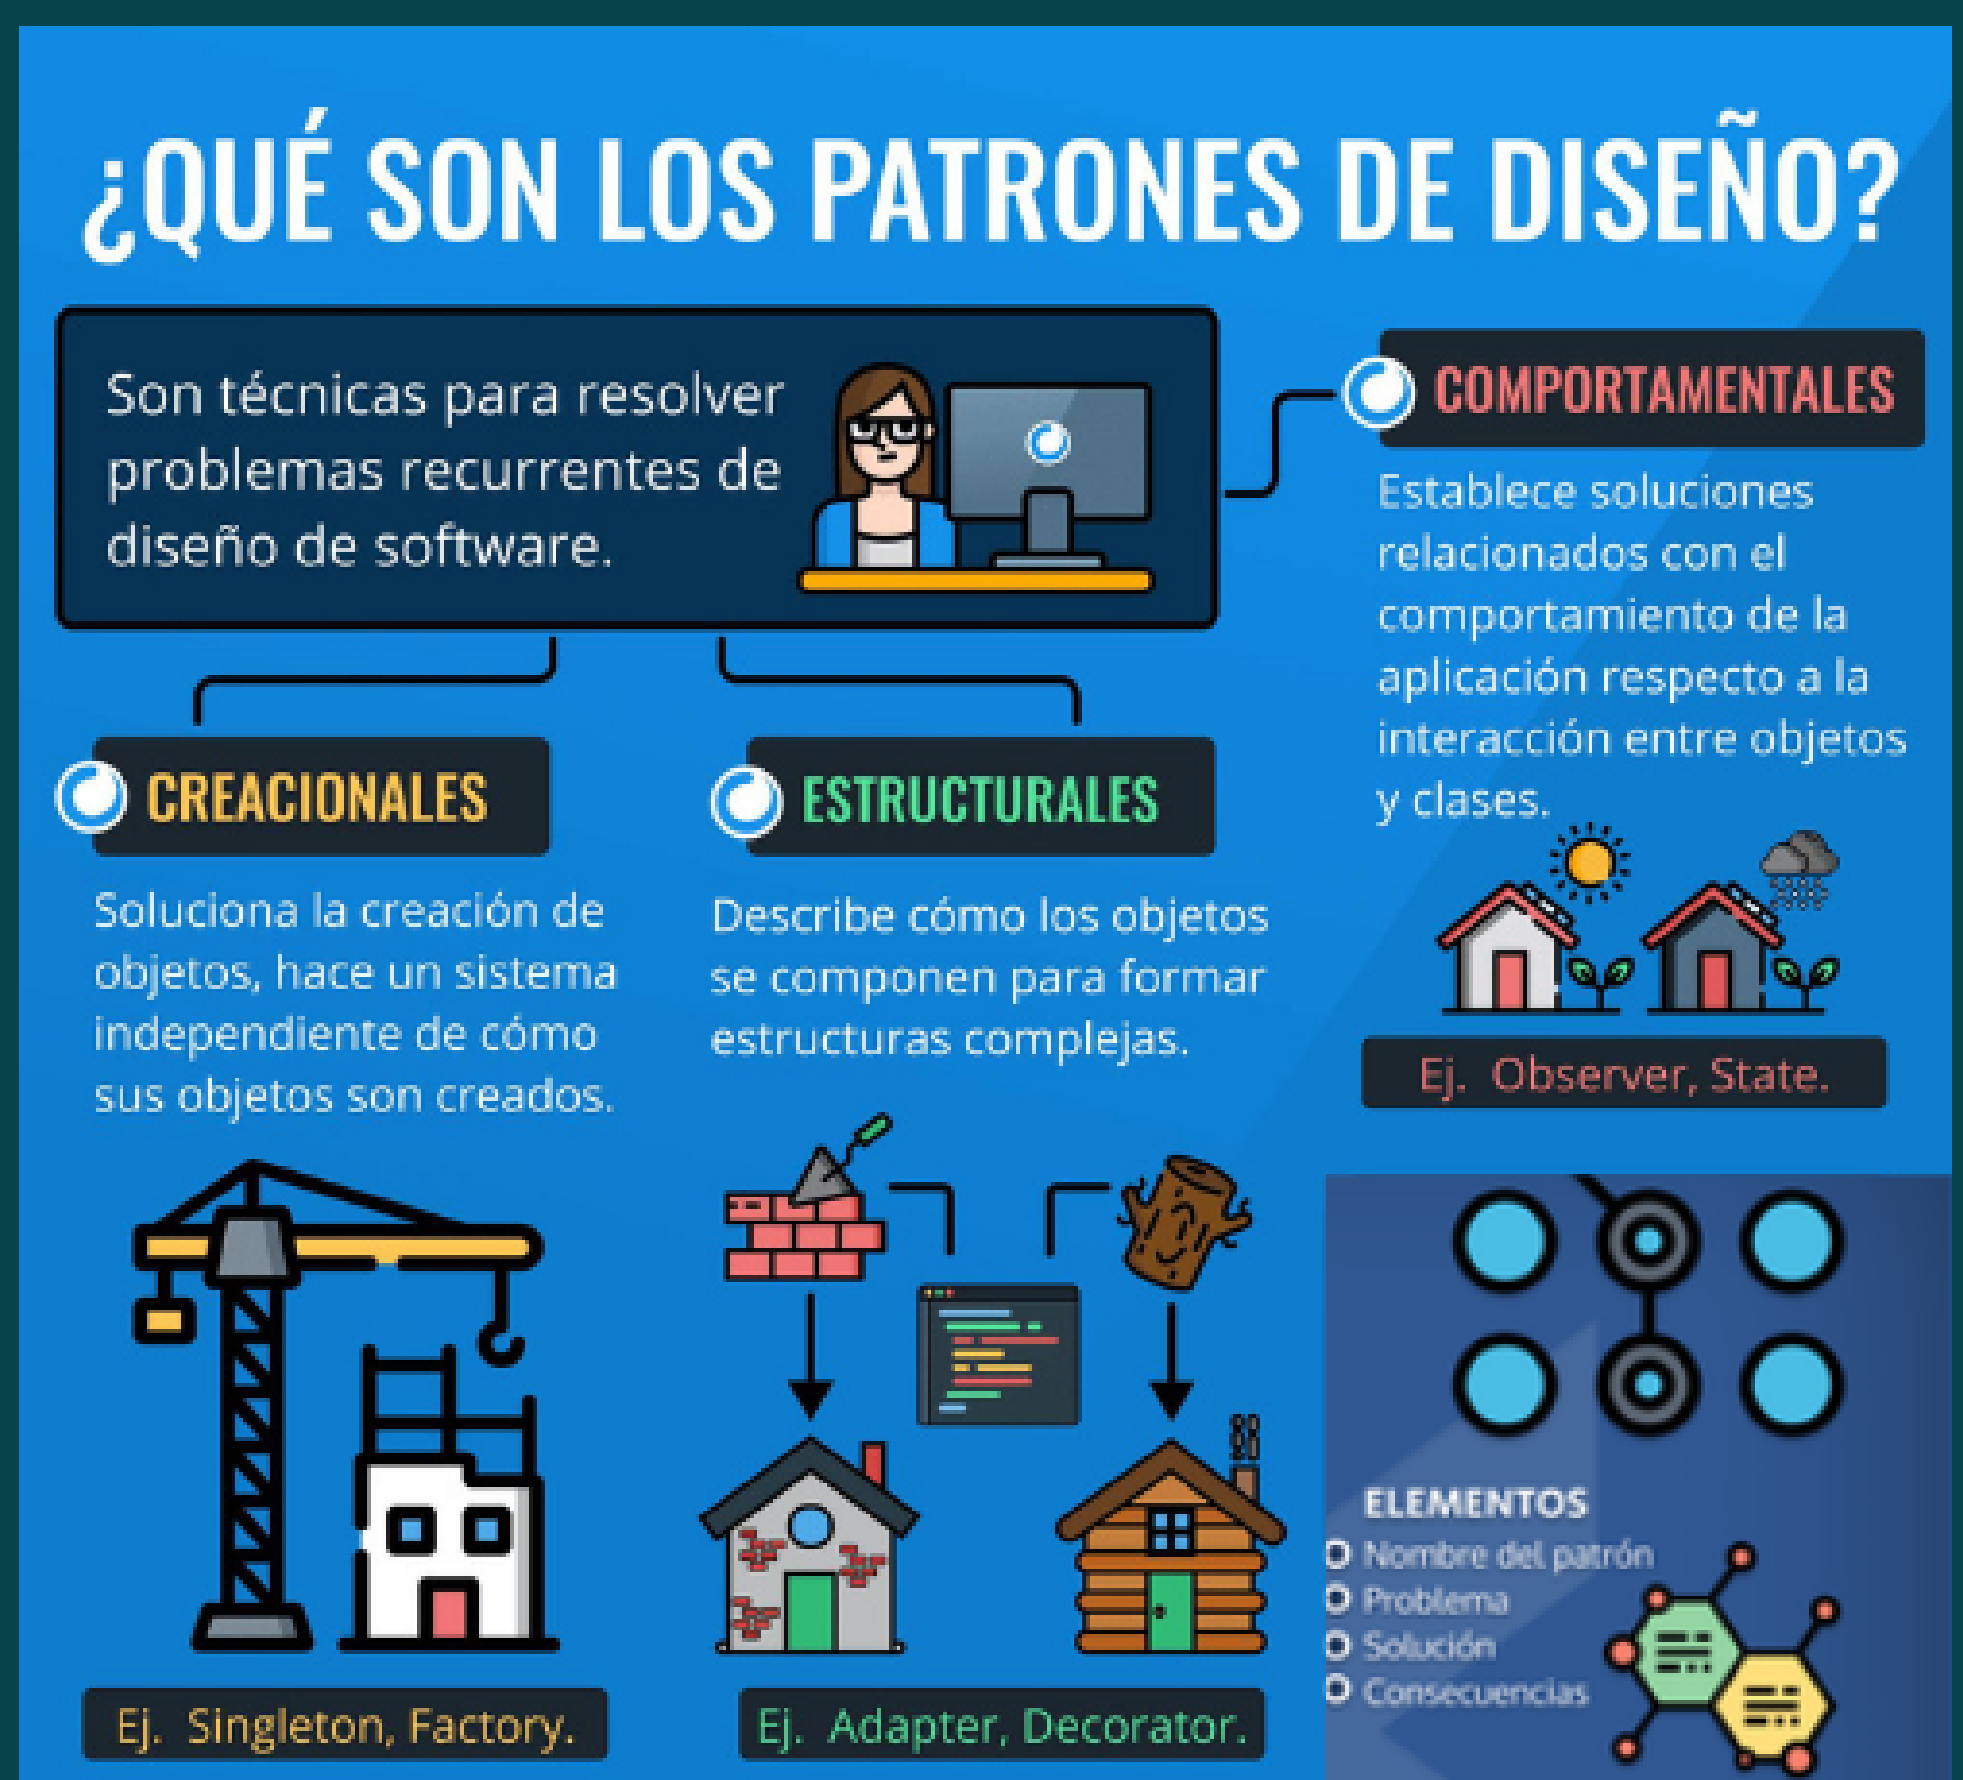 ¿QUÉ SON LOS PATRONES DE DISEÑO?
Son técnicas para resolver
problemas recurrentes de
diseño de software.
COMPORTAMENTALES
Establece soluciones
relacionados con el
comportamiento de la
aplicación respecto a la
interacción entre objetos
y clases.
Ej. Observer, State.
CREACIONALES
Soluciona la creación de
objetos, hace un sistema
independiente de cómo
sus objetos son creados.
Ej. Singleton, Factory.
ESTRUCTURALES
Describe cómo los objetos
se componen para formar
estructuras complejas.
Ej. Adapter, Decorator.
ELEMENTOS
Nombre del patrón
Problema
Solución
Consecuencias